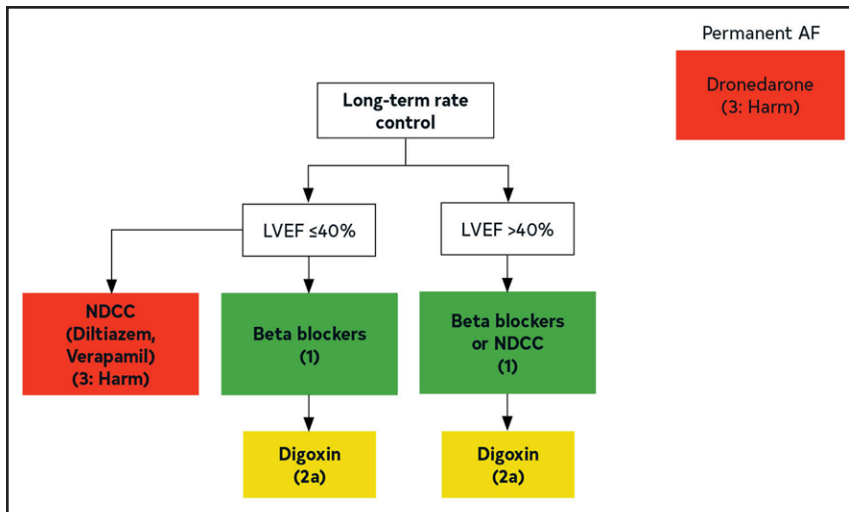 Permanent AF
Dronedarone
(3: Harm)
Long-term rate
control
LVEF ≤40%
LVEF >40%
NDCC
(Diltiazem,
Verapamil)
(3: Harm)
Beta blockers
(1)
Beta blockers
or NDCC
(1)
Digoxin
(2a)
Digoxin
(2a)